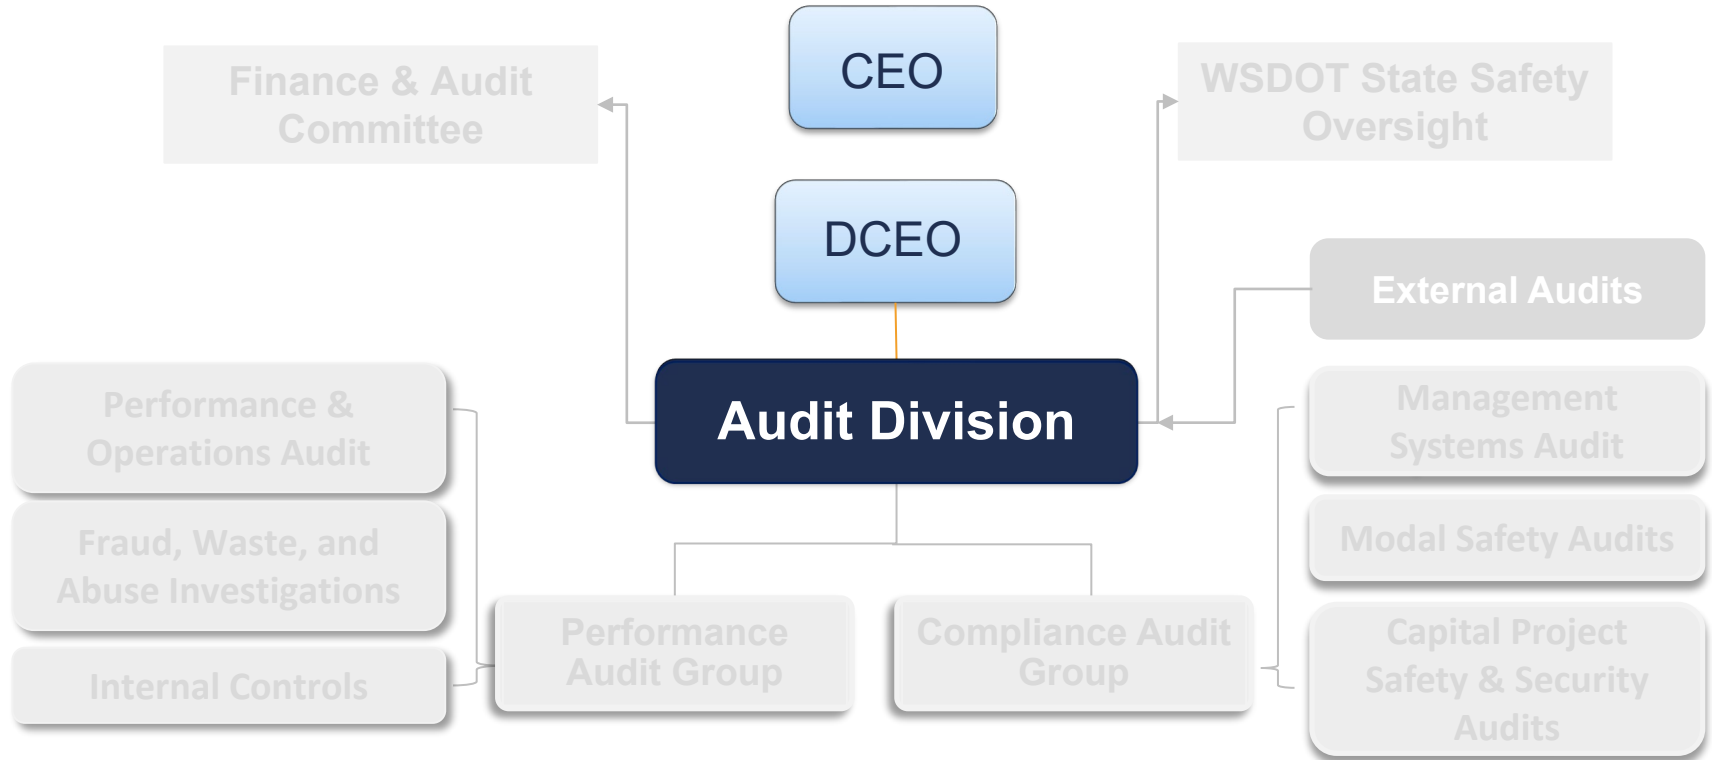 CEO
Finance & Audit
Committee
WSDOT State Safety
Oversight
DCEO
External Audits
Audit Division
Performance &
Operations Audit
Fraud, Waste, and
Abuse Investigations
Internal Controls
Performance
Audit Group
Compliance Audit
Group
Management
Systems Audit
Modal Safety Audits
Capital Project
Safety & Security
Audits